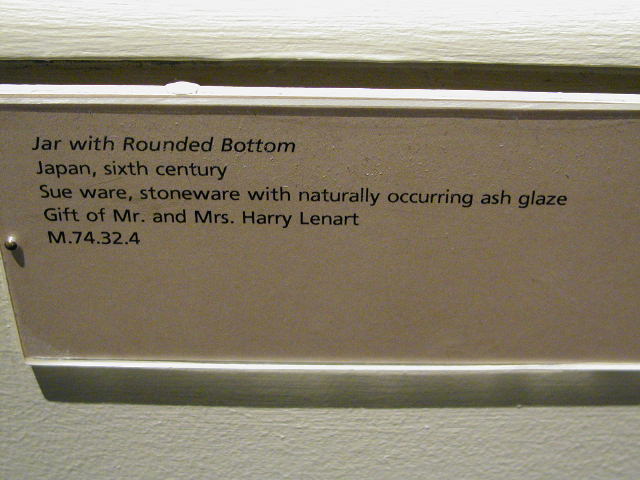 Jar with Rounded Bottom
Japan, sixth century
Sue ware, stoneware with naturally occurring ash glaze
Gift of Mr. and Mrs. Harry Lenart
M.74.32.4